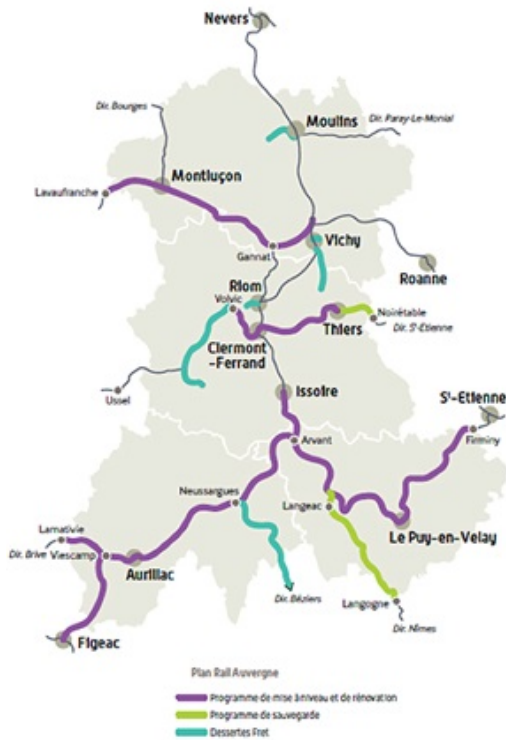 Nevers
Dir. Bourges
Moulins
Dir. Paray-Le-Monial
Montluçon
Lavaufranche
Vichy
Gannat
Roanne
Riom
Volvic
Noirétable
Thiers
Dir. St-Etienne
Clermont
-Ferrand
Ussel
Issoire
St-Etienne
Arvant
Firminy
Neussargues
Langeac
Le Puy-en-Velay
Lamativie
Dir. Brive
Viescamp
Aurillac
Dir. Béziers
Langogne
Dir. Nîmes
Figeac
Plan Rail Auvergne
Programme de mise à niveau et de rénovation
Programme de sauvegarde
Dessertes Fret